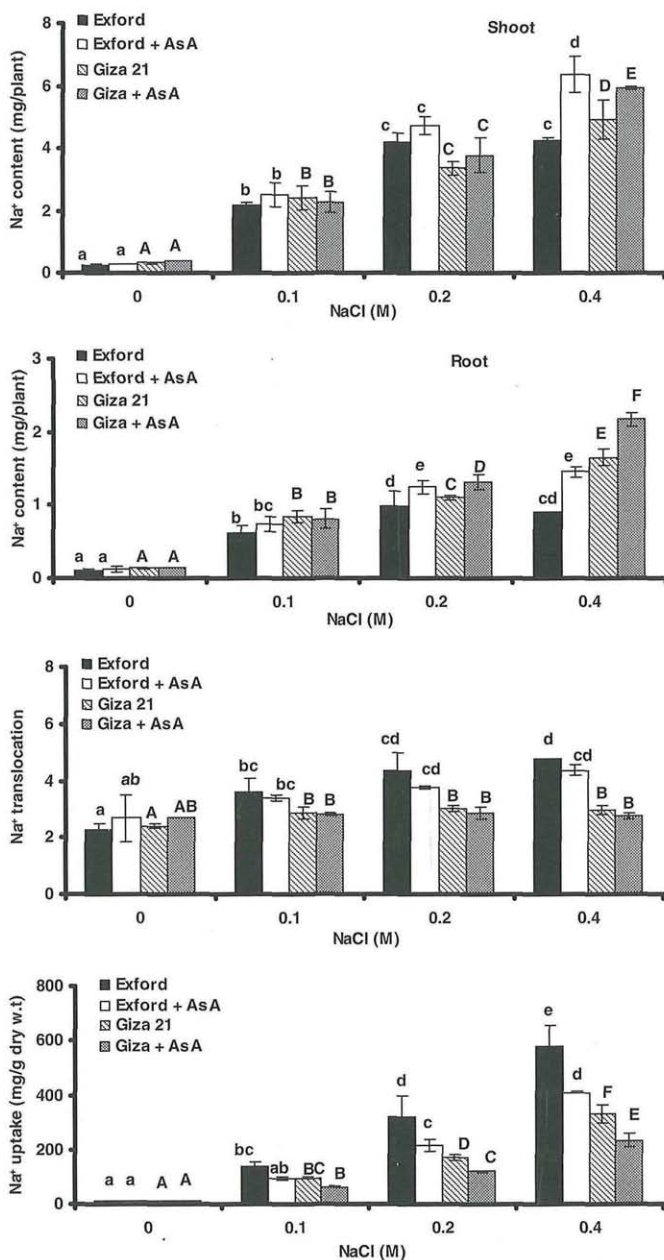 8
Exford
Shoot
Exford + AsA
d
Giza 21
E
Giza + AsA
D
6
c
c
c
C
C
4
b
b
B
B
2
a
a
A
A
0
0
0.1
0.2
0.4
NaCl (M)
Na⁺ content (mg/plant)
3
Exford
Root
Exford + AsA
F
Giza 21
Giza + AsA
E
2
e
e
D
d
C
cd
b
bc
B
B
1
a
a
A
A
0
0
0.1
0.2
0.4
NaCl (M)
Na⁺ content (mg/plant)
8
Exford
Exford + AsA
Giza 21
Giza + AsA
6
cd
d
cd
bc
cd
bc
4
ab
a
A
AB
B
B
B
B
B
B
2
0
0
0.1
0.2
0.4
NaCl (M)
Na⁺ translocation
800
Exford
Exford + AsA
e
Giza 21
Giza + AsA
600
d
d
F
400
c
E
D
C
200
bc
ab
BC
B
a
a
A
A
0
0
0.1
0.2
0.4
NaCl (M)
Na⁺ uptake (mg/g dry w.t)